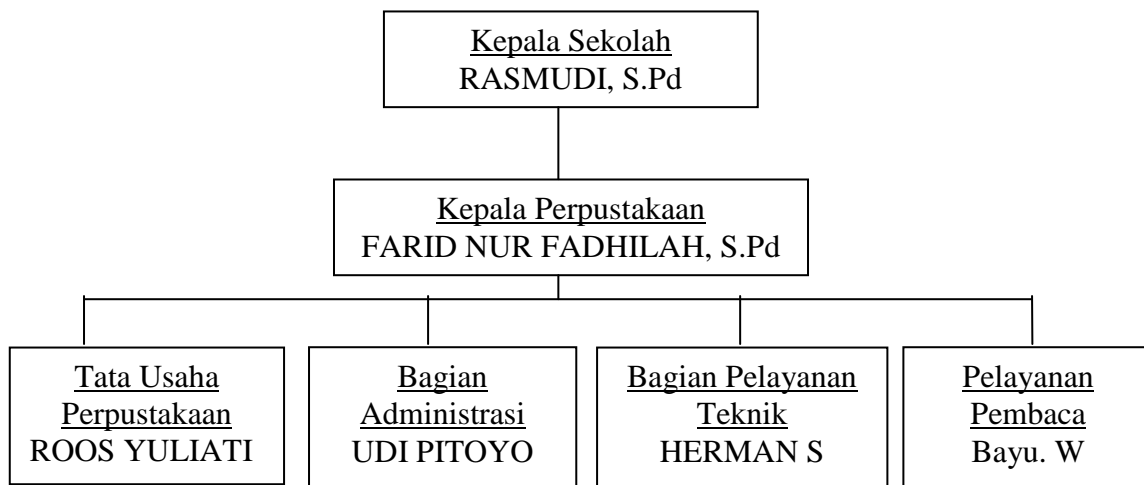 Kepala Sekolah
RASMUDI, S.Pd
Kepala Perpustakaan
FARID NUR FADHILAH, S.Pd
Tata Usaha
Perpustakaan
ROOS YULIATI
Bagian
Administrasi
UDI PITOYO
Bagian Pelayanan
Teknik
HERMAN S
Pelayanan
Pembaca
Bayu. W